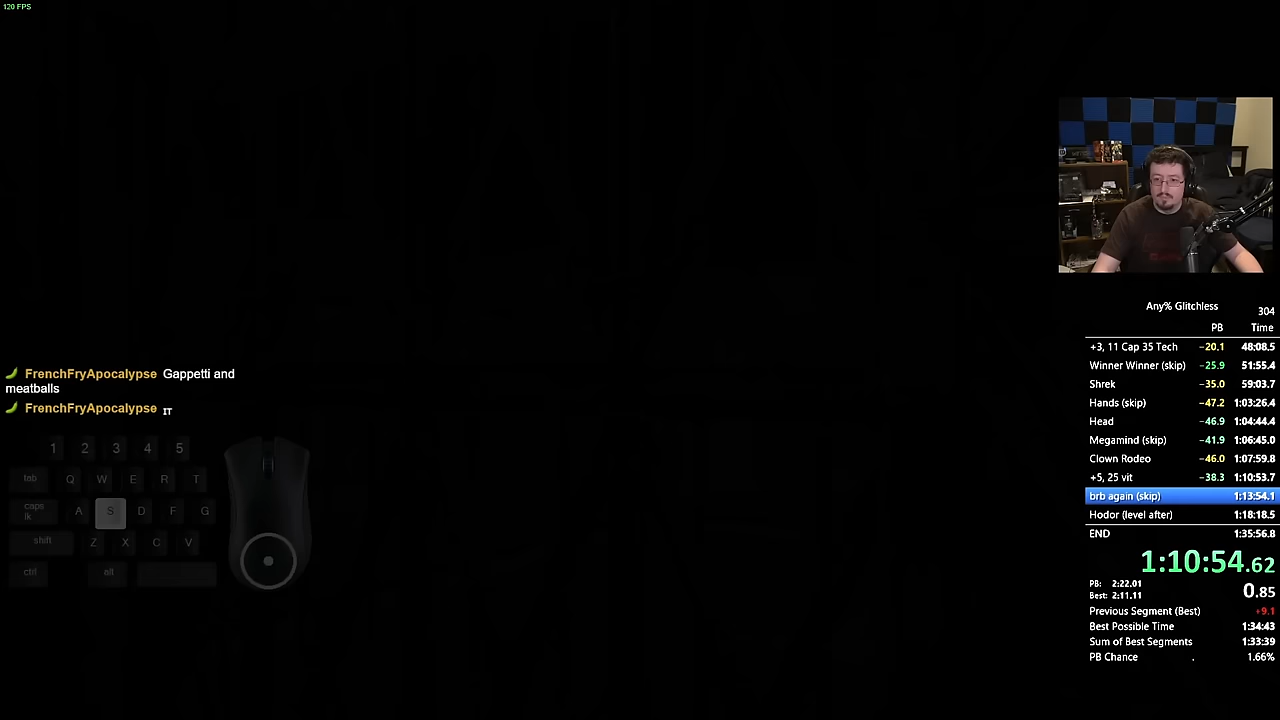 120 FPS
FrenchFryApocalypse Gappetti and
meatballs
FrenchFryApocalypse IT
1 2 3 4 5
tab Q W E R T
caps lk A S D F G
shift Z X C V
ctrl alt
Any% Glitchless 304
PB Time
+3, 11 Cap 35 Tech −20.1 48:08.5
Winner Winner (skip) −25.9 51:55.4
Shrek −35.0 59:03.7
Hands (skip) −47.2 1:03:26.4
Head −46.9 1:04:44.4
Megamind (skip) −41.9 1:06:45.0
Clown Rodeo −46.0 1:07:59.8
+5, 25 vit −38.3 1:10:53.7
brb again (skip) 1:13:54.1
Hodor (level after) 1:18:18.5
END 1:35:56.8
1:10:54.62
PB: 2:22.01
Best: 2:11.11
0.85
Previous Segment (Best) +9.1
Best Possible Time 1:34:43
Sum of Best Segments 1:33:39
PB Chance 1.66%